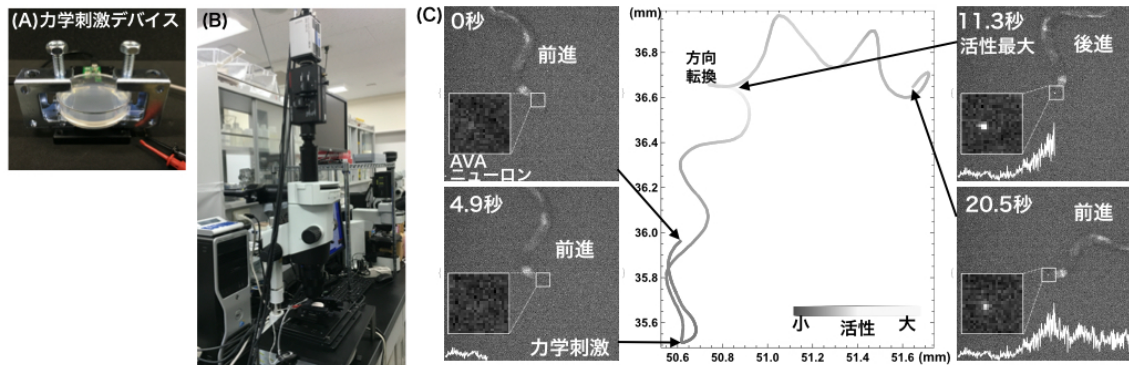 (A)力学刺激デバイス
(B)
(C)
0秒
前進
AVA
ニューロン
4.9秒
前進
力学刺激
(mm)
36.8
36.6
36.4
36.2
36.0
35.8
35.6
方向
転換
小 活性 大
50.6 50.8 51.0 51.2 51.4 51.6 (mm)
11.3秒
活性最大
後進
20.5秒
前進